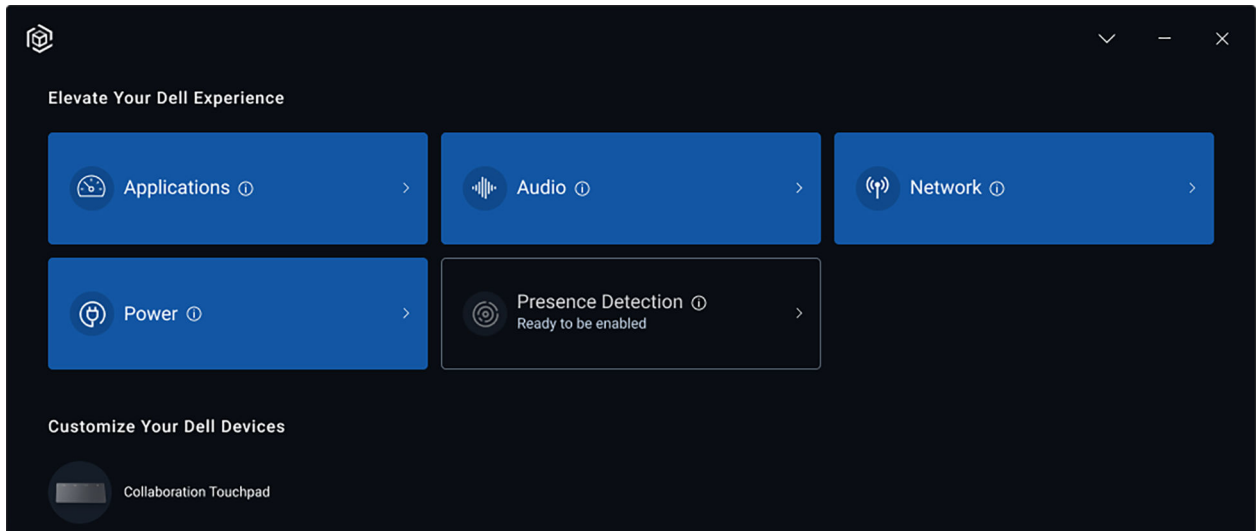 Elevate Your Dell Experience
Applications
Audio
Network
Power
Presence Detection
Ready to be enabled
Customize Your Dell Devices
Collaboration Touchpad